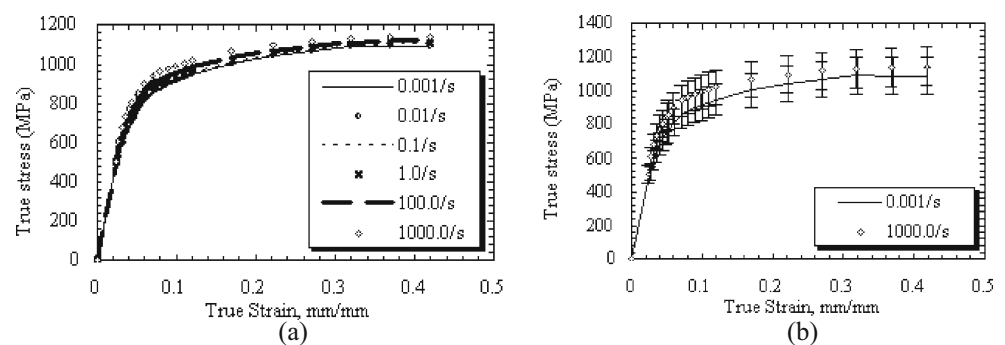 1200
1000
800
600
400
200
0
True stress (MPa)
0 0.1 0.2 0.3 0.4 0.5
True Strain, mm/mm
0.001/s
0.01/s
0.1/s
1.0/s
100.0/s
1000.0/s
(a)
1400
1200
1000
800
600
400
200
0
True stress (MPa)
0 0.1 0.2 0.3 0.4 0.5
True Strain, mm/mm
0.001/s
1000.0/s
(b)